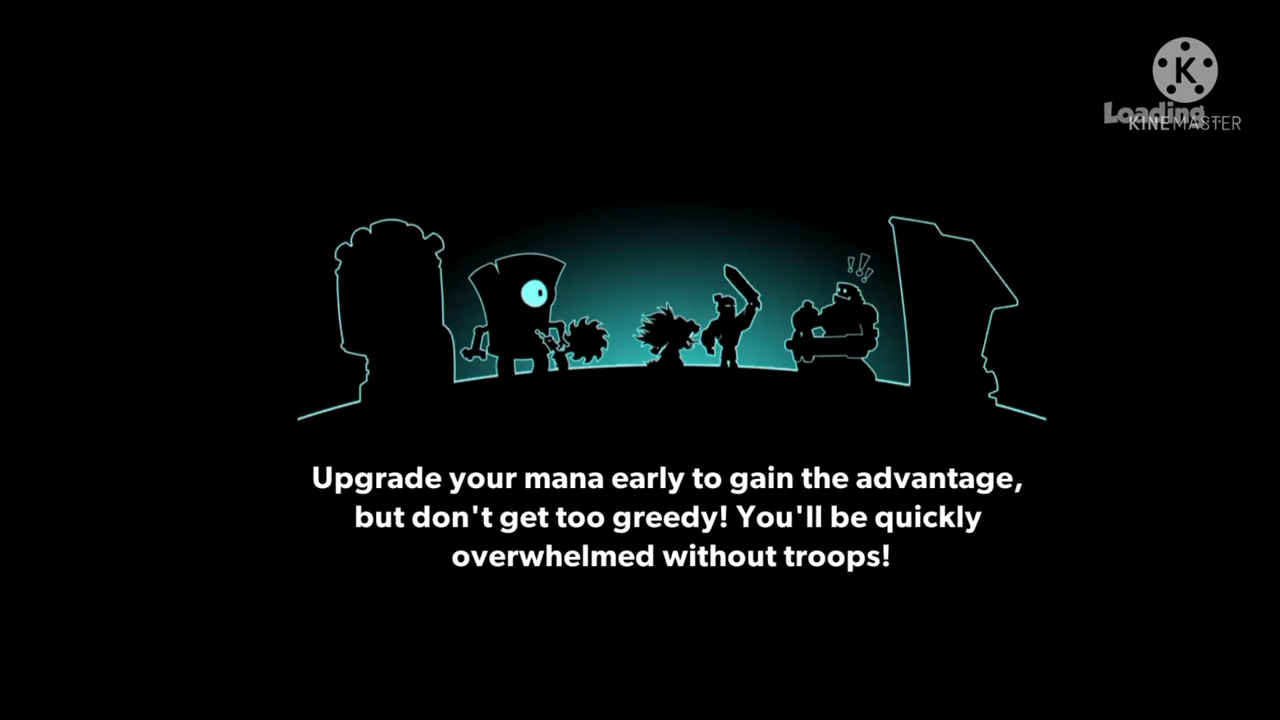 K
Loading...
KINEMASTER
!!!
Upgrade your mana early to gain the advantage,
but don't get too greedy! You'll be quickly
overwhelmed without troops!